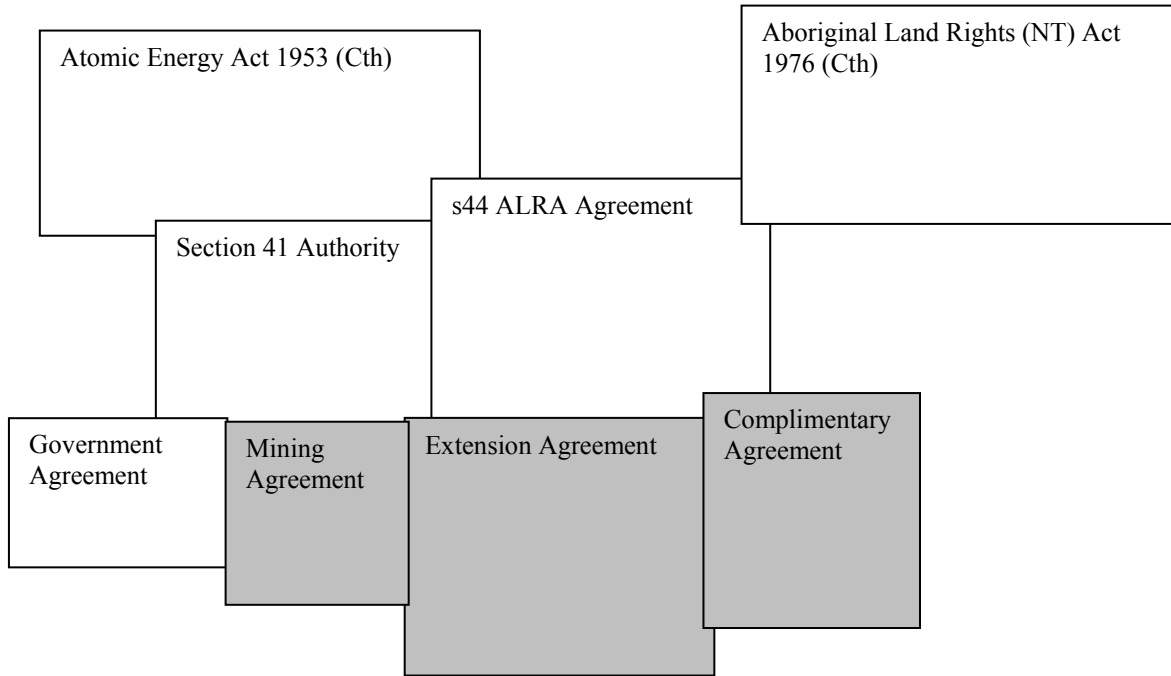 Atomic Energy Act 1953 (Cth)
Aboriginal Land Rights (NT) Act
1976 (Cth)
s44 ALRA Agreement
Section 41 Authority
Government
Agreement
Mining
Agreement
Extension Agreement
Complimentary
Agreement